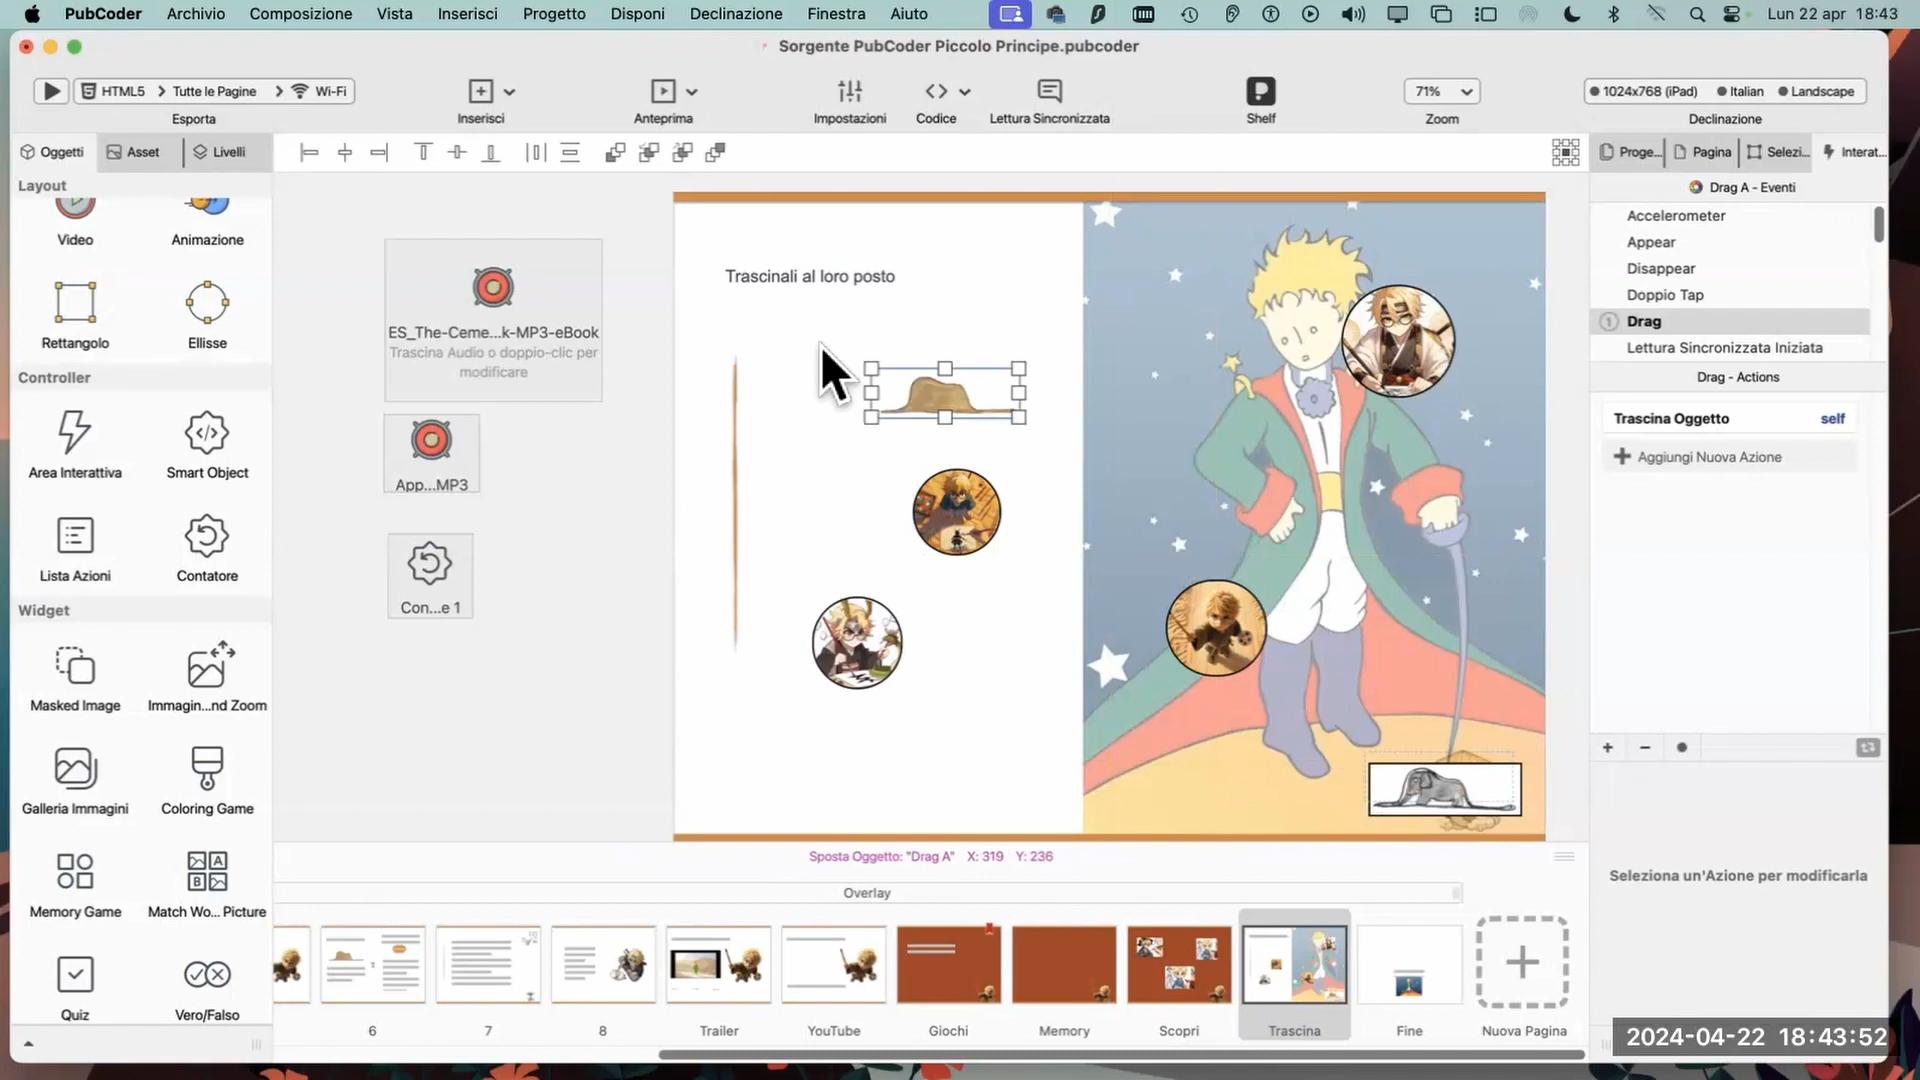 PubCoder Archivio Composizione Vista Inserisci Progetto Disponi Declinazione Finestra Aiuto Lun 22 apr 18:43
Sorgente PubCoder Piccolo Principe.pubcoder
HTML5 Tutte le Pagine Wi-Fi
71%
1024x768 (iPad) Italian Landscape
Esporta Inserisci Anteprima Impostazioni Codice Lettura Sincronizzata Shelf Zoom Declinazione
Oggetti Asset Livelli
Proge... Pagina Selezi... Interat...
Layout
Video Animazione
Rettangolo Ellisse
Controller
Area Interattiva Smart Object
Lista Azioni Contatore
Widget
Masked Image Immagin...nd Zoom
Galleria Immagini Coloring Game
Memory Game Match Wo... Picture
Quiz Vero/Falso
ES_The-Ceme...k-MP3-eBook
Trascina Audio o doppio-clic per
modificare
App...MP3
Con...e 1
Trascinali al loro posto
Drag A - Eventi
Accelerometer
Appear
Disappear
Doppio Tap
1 Drag
Lettura Sincronizzata Iniziata
Drag - Actions
Trascina Oggetto self
Aggiungi Nuova Azione
Seleziona un'Azione per modificarla
Sposta Oggetto: "Drag A" X: 319 Y: 236
Overlay
6 7 8 Trailer YouTube Giochi Memory Scopri Trascina Fine Nuova Pagina
2024-04-22 18:43:52